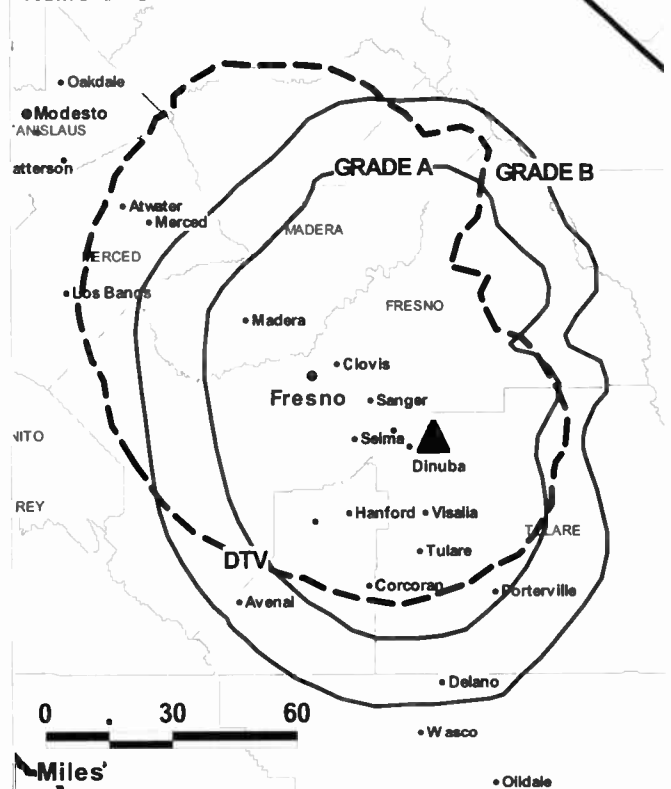 Oakdale
Modesto
ANISLAUS
atterson
GRADE A
GRADE B
Atwater
Merced
MADERA
MERCED
Los Banos
FRESNO
Madera
Clovis
Fresno
Sanger
Selma
NITO
Dinuba
REY
Hanford
Visalia
TULARE
DTV
Tulare
Corcoran
Porterville
Avenal
Delano
0 30 60
Wasco
Miles
Oildale